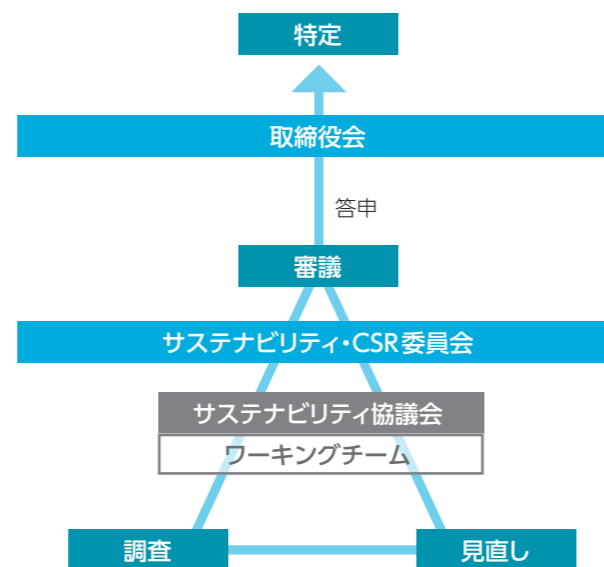 特定
取締役会
答申
審議
サステナビリティ・CSR委員会
サステナビリティ協議会
ワーキングチーム
調査
見直し